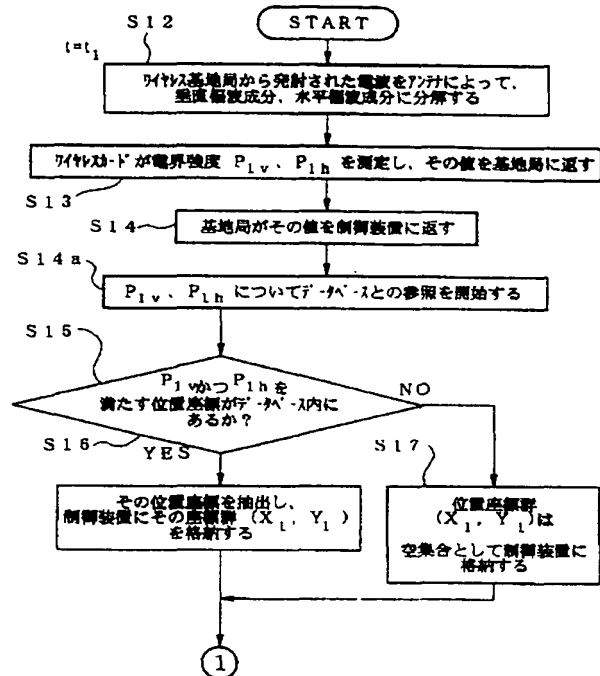 START
S12
t=t1
ワイヤレス基地局から発射された電波をアンテナによって、
垂直偏波成分、水平偏波成分に分解する
ワイヤレスカードが電界強度 P1v、P1h を測定し、その値を基地局に返す
S13
S14
基地局がその値を制御装置に返す
S14a
P1v、P1h についてデータベースとの参照を開始する
S15
P1vかつP1hを
満たす位置座標がデータベース内に
あるか?
NO
S16
YES
S17
その位置座標を抽出し、
制御装置にその座標群(X1,Y1)
を格納する
位置座標群
(X1,Y1)は
空集合として制御装置に
格納する
1